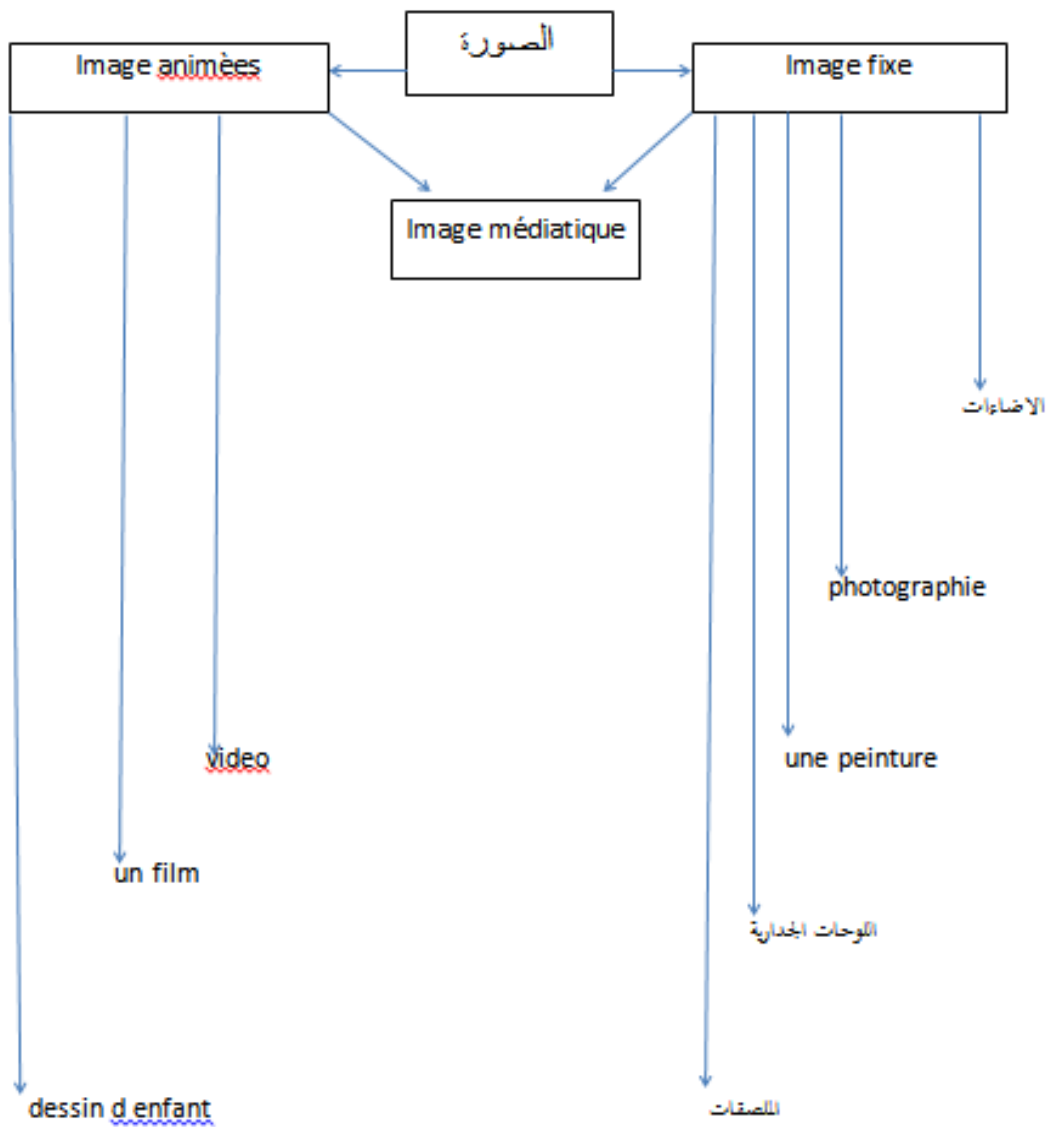 الصورة
Image animèes
Image fixe
Image médiatique
الاضاءات
photographie
video
une peinture
un film
اللوحات الجدارية
dessin d enfant
الملصقات